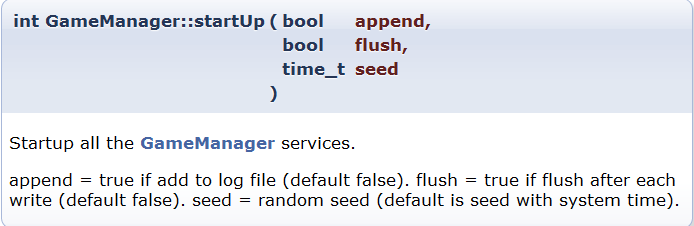 int GameManager::startUp ( bool append,
bool flush,
time_t seed
)
Startup all the GameManager services.
append = true if add to log file (default false). flush = true if flush after each
write (default false). seed = random seed (default is seed with system time).